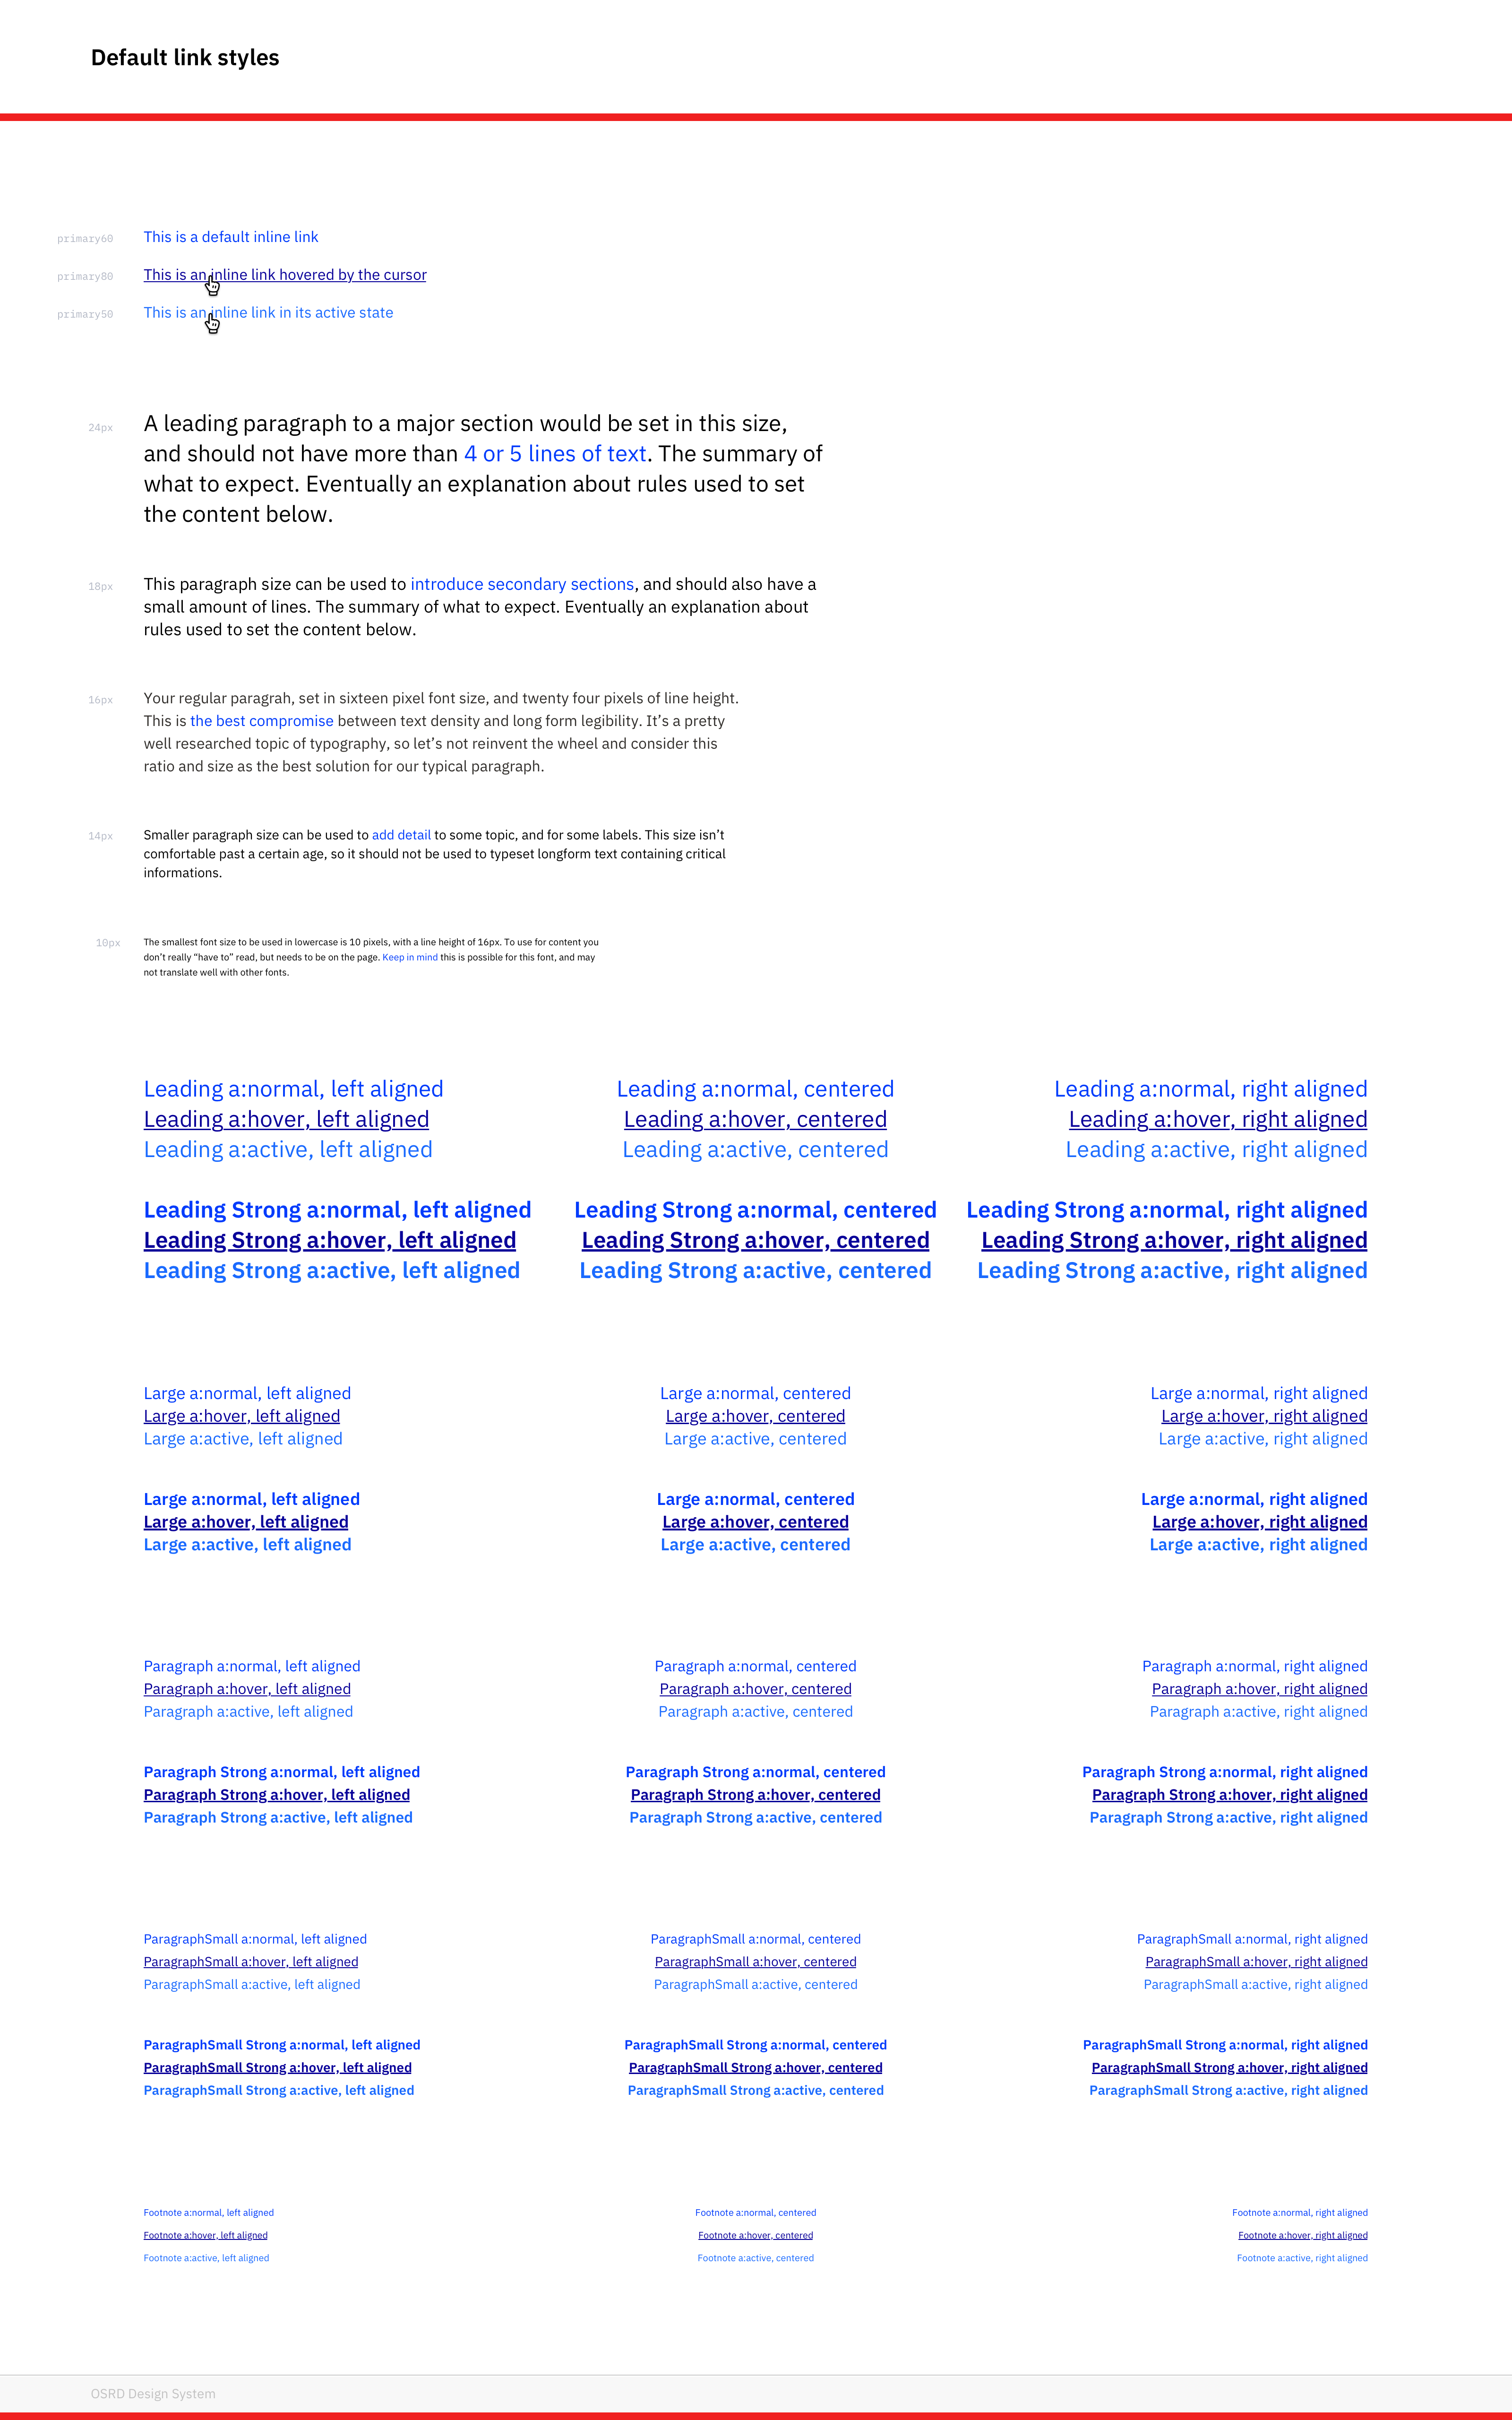 Default link styles
primary60
This is a default inline link
primary80
This is an inline link hovered by the cursor
primary50
This is an inline link in its active state
24px
A leading paragraph to a major section would be set in this size,
and should not have more than 4 or 5 lines of text. The summary of
what to expect. Eventually an explanation about rules used to set
the content below.
18px
This paragraph size can be used to introduce secondary sections, and should also have a
small amount of lines. The summary of what to expect. Eventually an explanation about
rules used to set the content below.
16px
Your regular paragrah, set in sixteen pixel font size, and twenty four pixels of line height.
This is the best compromise between text density and long form legibility. It’s a pretty
well researched topic of typography, so let’s not reinvent the wheel and consider this
ratio and size as the best solution for our typical paragraph.
14px
Smaller paragraph size can be used to add detail to some topic, and for some labels. This size isn’t
comfortable past a certain age, so it should not be used to typeset longform text containing critical
informations.
10px
The smallest font size to be used in lowercase is 10 pixels, with a line height of 16px. To use for content you
don’t really “have to” read, but needs to be on the page. Keep in mind this is possible for this font, and may
not translate well with other fonts.
Leading a:normal, left aligned
Leading a:hover, left aligned
Leading a:active, left aligned
Leading a:normal, centered
Leading a:hover, centered
Leading a:active, centered
Leading a:normal, right aligned
Leading a:hover, right aligned
Leading a:active, right aligned
Leading Strong a:normal, left aligned
Leading Strong a:hover, left aligned
Leading Strong a:active, left aligned
Leading Strong a:normal, centered
Leading Strong a:hover, centered
Leading Strong a:active, centered
Leading Strong a:normal, right aligned
Leading Strong a:hover, right aligned
Leading Strong a:active, right aligned
Large a:normal, left aligned
Large a:hover, left aligned
Large a:active, left aligned
Large a:normal, centered
Large a:hover, centered
Large a:active, centered
Large a:normal, right aligned
Large a:hover, right aligned
Large a:active, right aligned
Large a:normal, left aligned
Large a:hover, left aligned
Large a:active, left aligned
Large a:normal, centered
Large a:hover, centered
Large a:active, centered
Large a:normal, right aligned
Large a:hover, right aligned
Large a:active, right aligned
Paragraph a:normal, left aligned
Paragraph a:hover, left aligned
Paragraph a:active, left aligned
Paragraph a:normal, centered
Paragraph a:hover, centered
Paragraph a:active, centered
Paragraph a:normal, right aligned
Paragraph a:hover, right aligned
Paragraph a:active, right aligned
Paragraph Strong a:normal, left aligned
Paragraph Strong a:hover, left aligned
Paragraph Strong a:active, left aligned
Paragraph Strong a:normal, centered
Paragraph Strong a:hover, centered
Paragraph Strong a:active, centered
Paragraph Strong a:normal, right aligned
Paragraph Strong a:hover, right aligned
Paragraph Strong a:active, right aligned
ParagraphSmall a:normal, left aligned
ParagraphSmall a:hover, left aligned
ParagraphSmall a:active, left aligned
ParagraphSmall a:normal, centered
ParagraphSmall a:hover, centered
ParagraphSmall a:active, centered
ParagraphSmall a:normal, right aligned
ParagraphSmall a:hover, right aligned
ParagraphSmall a:active, right aligned
ParagraphSmall Strong a:normal, left aligned
ParagraphSmall Strong a:hover, left aligned
ParagraphSmall Strong a:active, left aligned
ParagraphSmall Strong a:normal, centered
ParagraphSmall Strong a:hover, centered
ParagraphSmall Strong a:active, centered
ParagraphSmall Strong a:normal, right aligned
ParagraphSmall Strong a:hover, right aligned
ParagraphSmall Strong a:active, right aligned
Footnote a:normal, left aligned
Footnote a:hover, left aligned
Footnote a:active, left aligned
Footnote a:normal, centered
Footnote a:hover, centered
Footnote a:active, centered
Footnote a:normal, right aligned
Footnote a:hover, right aligned
Footnote a:active, right aligned
OSRD Design System